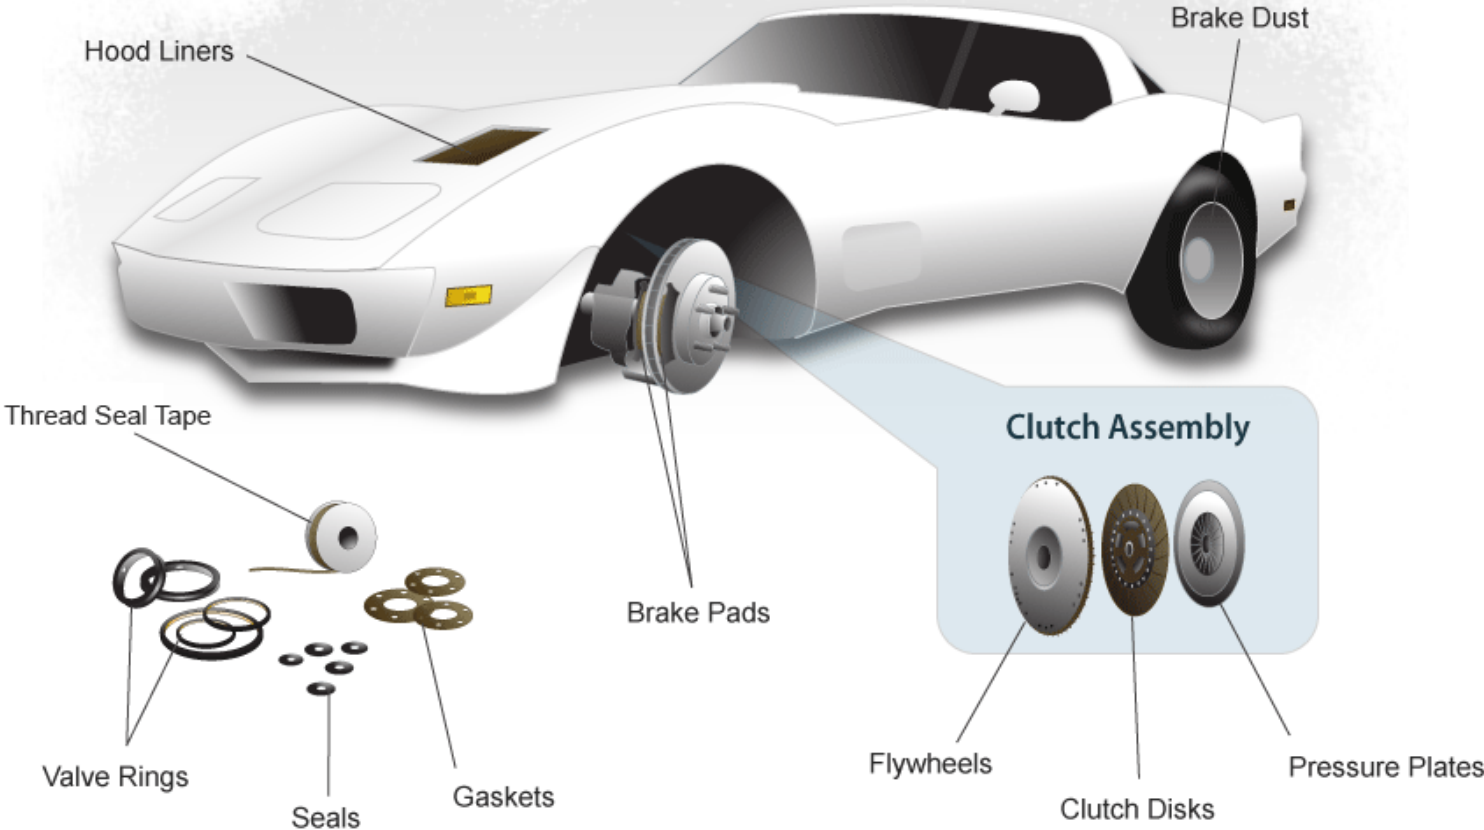 Brake Dust
Hood Liners
Thread Seal Tape
Clutch Assembly
Brake Pads
Flywheels
Pressure Plates
Valve Rings
Gaskets
Clutch Disks
Seals